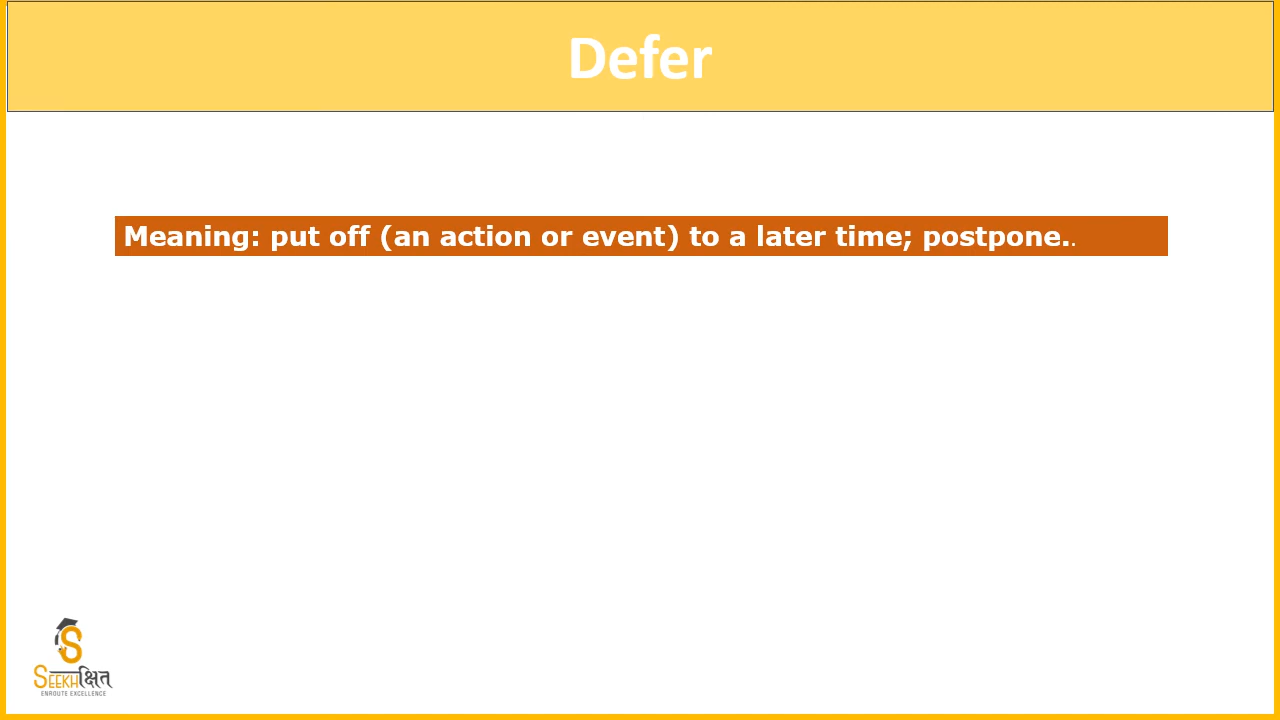 Defer
Meaning: put off (an action or event) to a later time; postpone..
SEEKHक्षित
ENROUTE EXCELLENCE